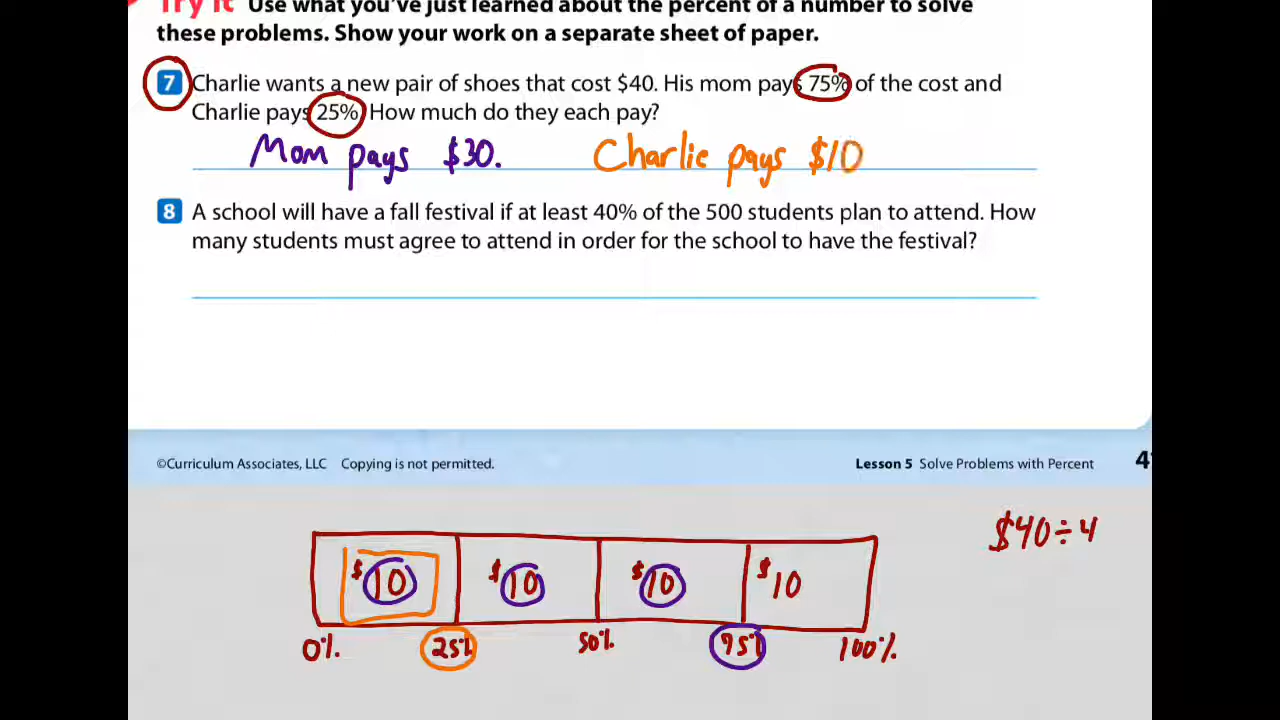 Try It Use what you've just learned about the percent of a number to solve
these problems. Show your work on a separate sheet of paper.
7 Charlie wants a new pair of shoes that cost $40. His mom pays 75% of the cost and
Charlie pays 25%. How much do they each pay?
Mom pays $30. Charlie pays $10
8 A school will have a fall festival if at least 40% of the 500 students plan to attend. How
many students must agree to attend in order for the school to have the festival?
©Curriculum Associates, LLC Copying is not permitted.
Lesson 5 Solve Problems with Percent
$40÷4
$10 $10 $10 $10
0% 25% 50% 75% 100%